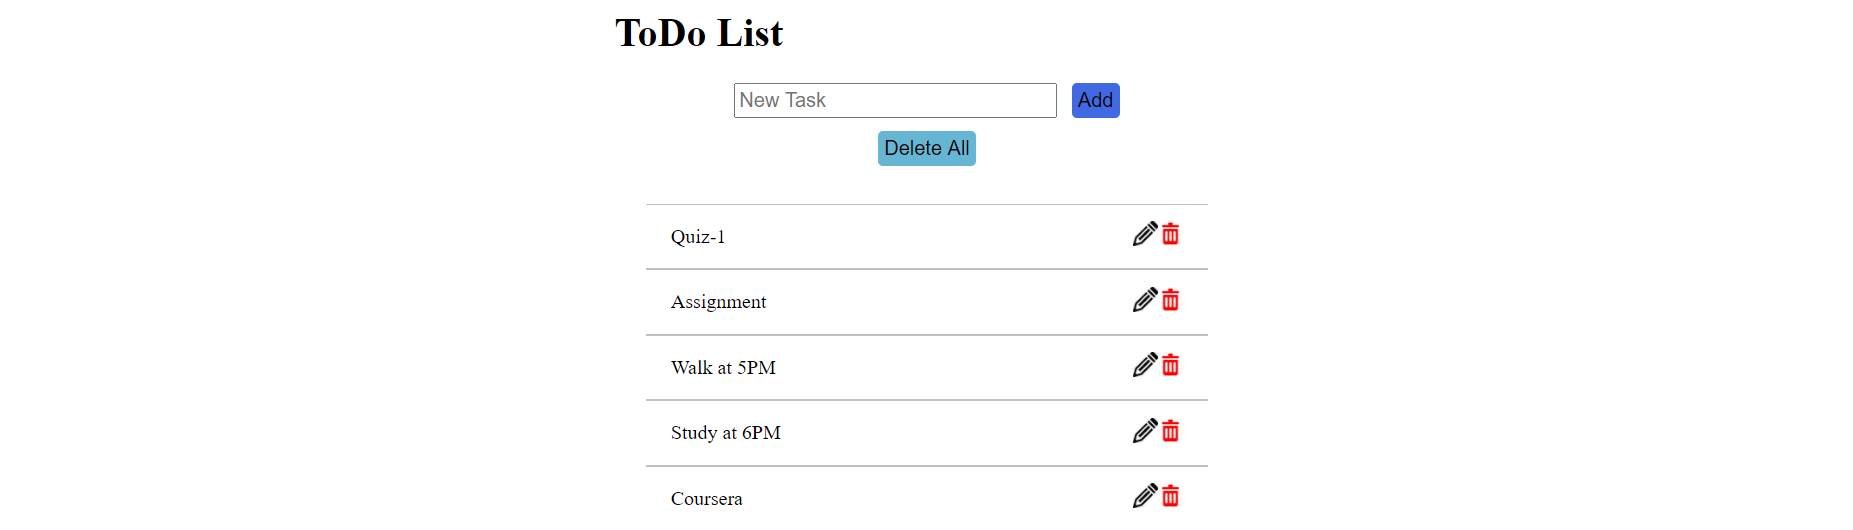 ToDo List
New Task Add
Delete All
Quiz-1
Assignment
Walk at 5PM
Study at 6PM
Coursera